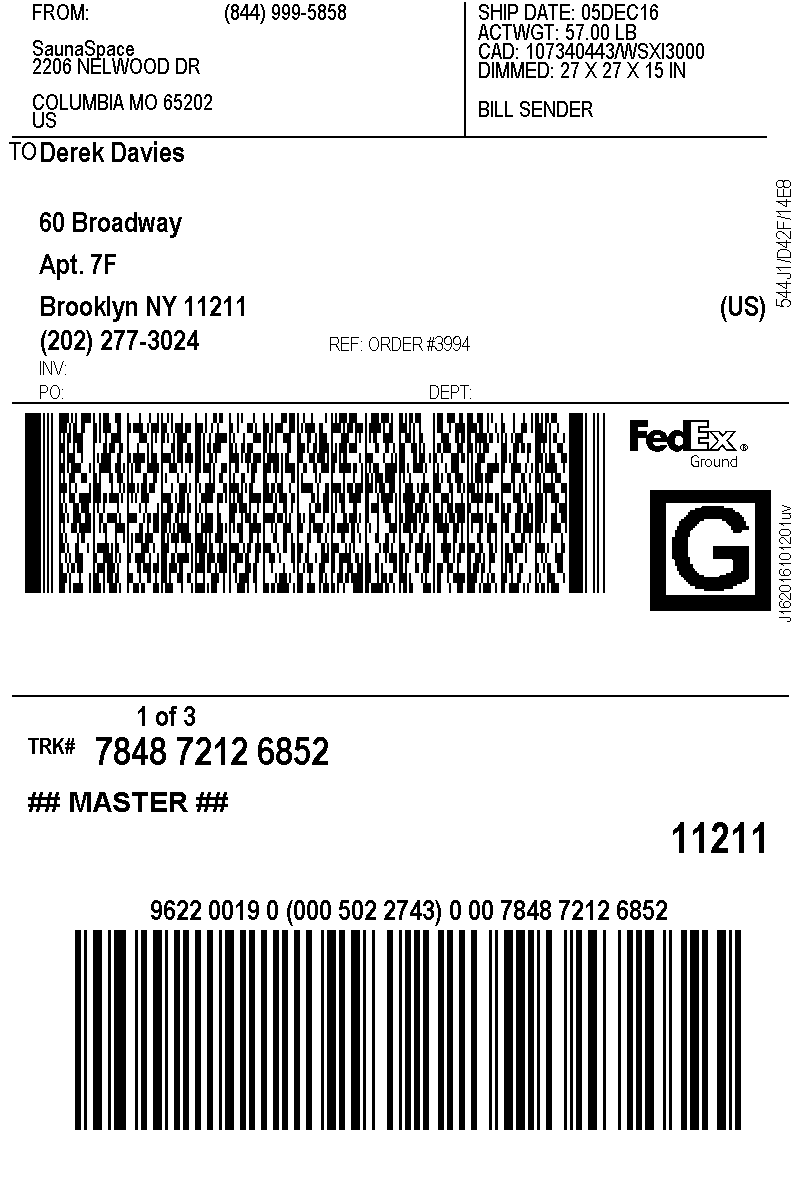 FROM: (844) 999-5858
SaunaSpace
2206 NELWOOD DR
COLUMBIA MO 65202
US
SHIP DATE: 05DEC16
ACTWGT: 57.00 LB
CAD: 107340443/WSXI3000
DIMMED: 27 X 27 X 15 IN
BILL SENDER
TO Derek Davies
60 Broadway
Apt. 7F
Brooklyn NY 11211 (US)
(202) 277-3024 REF: ORDER #3994
INV:
PO: DEPT:
544J1/D42F/14E8
FedEx®
Ground
G
J162016101201uv
1 of 3
TRK# 7848 7212 6852
## MASTER ##
11211
9622 0019 0 (000 502 2743) 0 00 7848 7212 6852